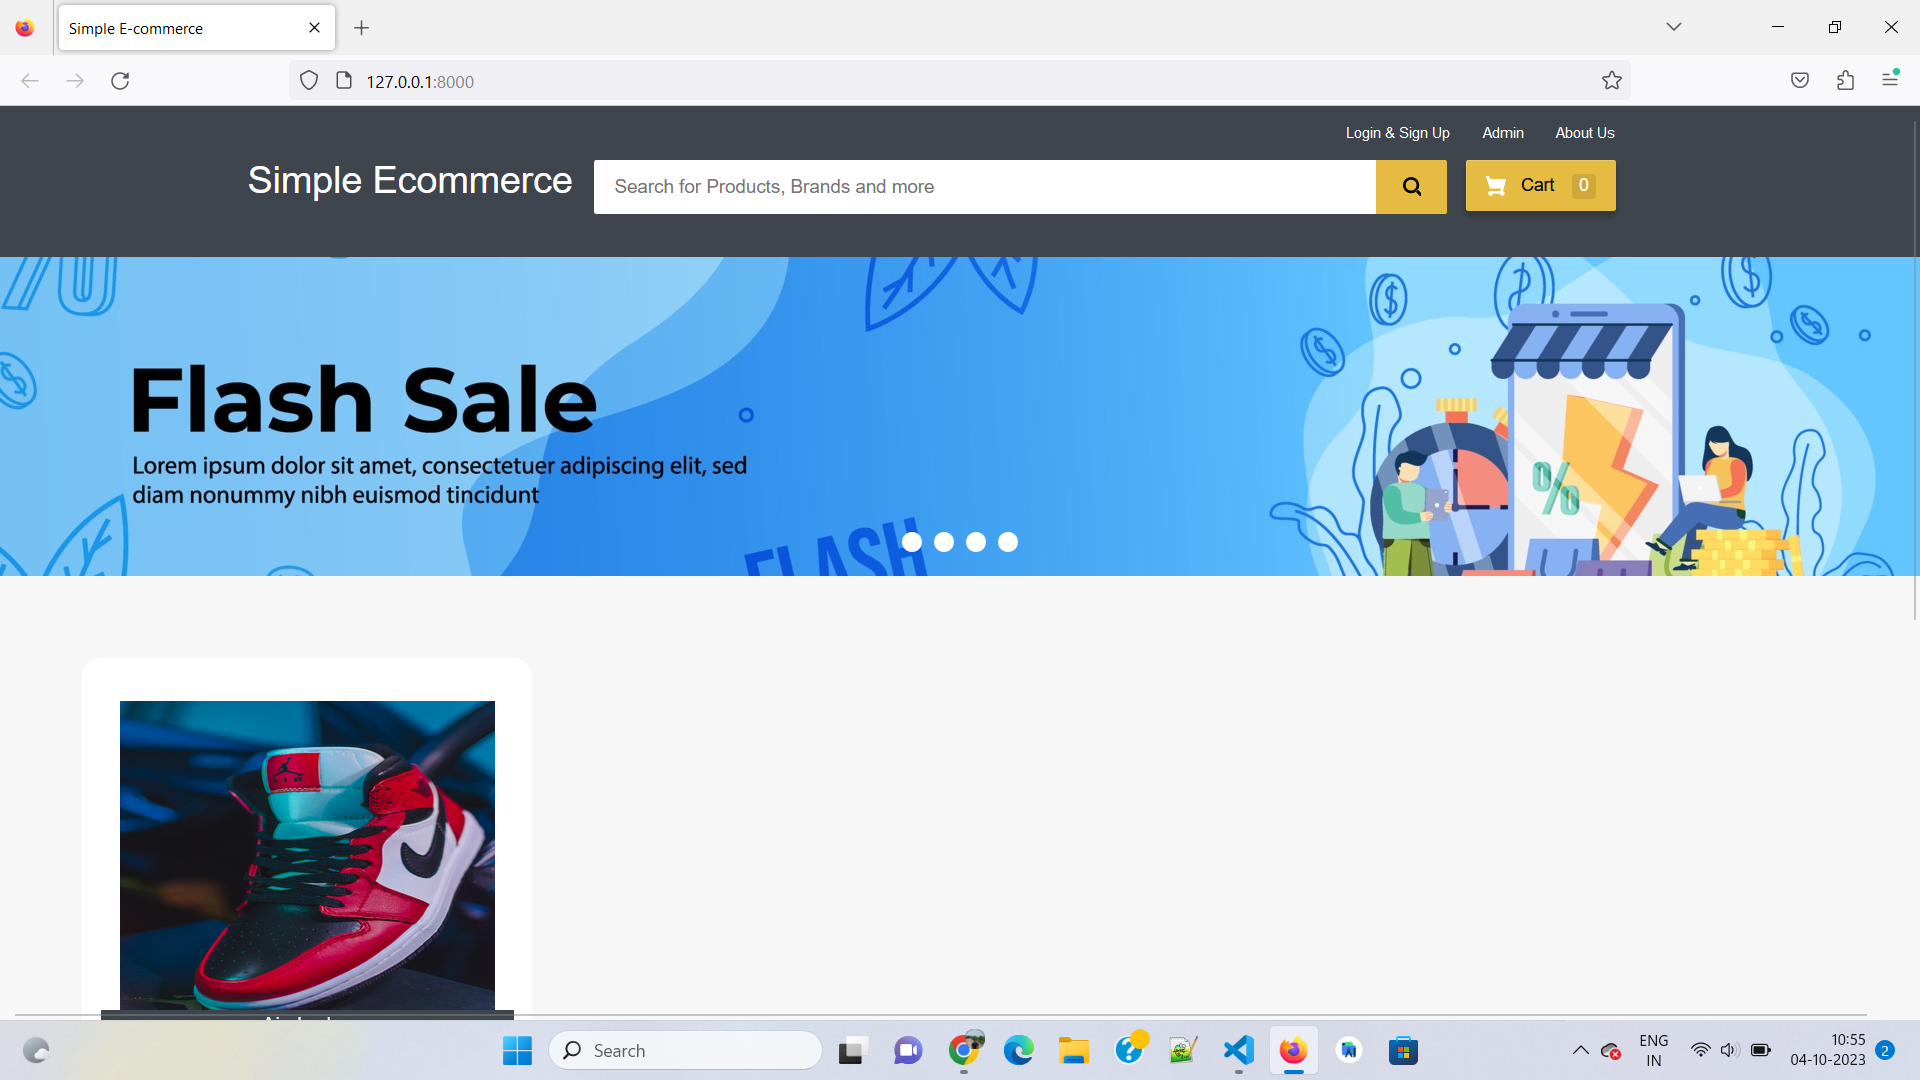 Simple E-commerce
127.0.0.1:8000
Login & Sign Up Admin About Us
Simple Ecommerce
Search for Products, Brands and more
Cart 0
Flash Sale
Lorem ipsum dolor sit amet, consectetuer adipiscing elit, sed
diam nonummy nibh euismod tincidunt
%
FLASH
AIR
Search
ENG
IN
10:55
04-10-2023
2